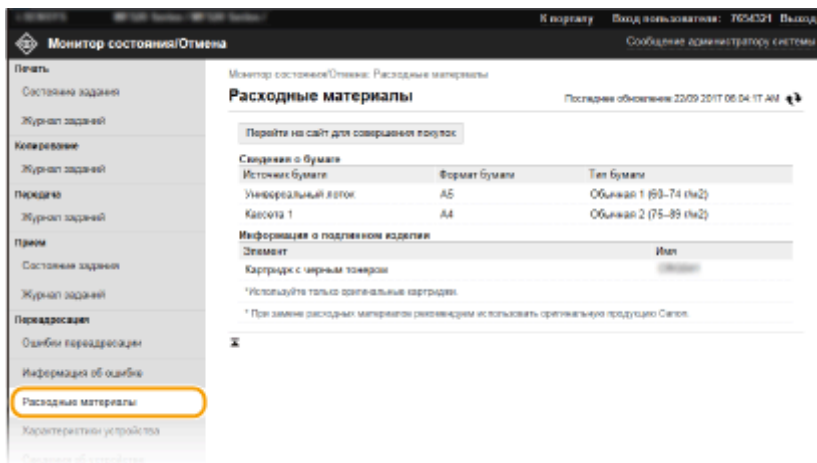 К порталу Вход пользователя: 7654321 Выход
Монитор состояния/Отмена
Сообщение администратору системы
Печать
Состояние задания
Журнал заданий
Копирование
Журнал заданий
Передача
Журнал заданий
Прием
Состояние задания
Журнал заданий
Переадресация
Ошибки переадресации
Информация об ошибке
Расходные материалы
Характеристики устройства
Монитор состояния/Отмена: Расходные материалы
Расходные материалы
Последнее обновление: 22/09 2017 06:04:17 AM
Перейти на сайт для совершения покупок
Сведения о бумаге
Источник бумаги Формат бумаги Тип бумаги
Универсальный лоток A5 Обычная 1 (60–74 г/м2)
Кассета 1 A4 Обычная 2 (75–89 г/м2)
Информация о подлинном изделии
Элемент Имя
Картридж с черным тонером
*Используйте только оригинальные картриджи.
* При замене расходных материалов рекомендуем использовать оригинальную продукцию Canon.